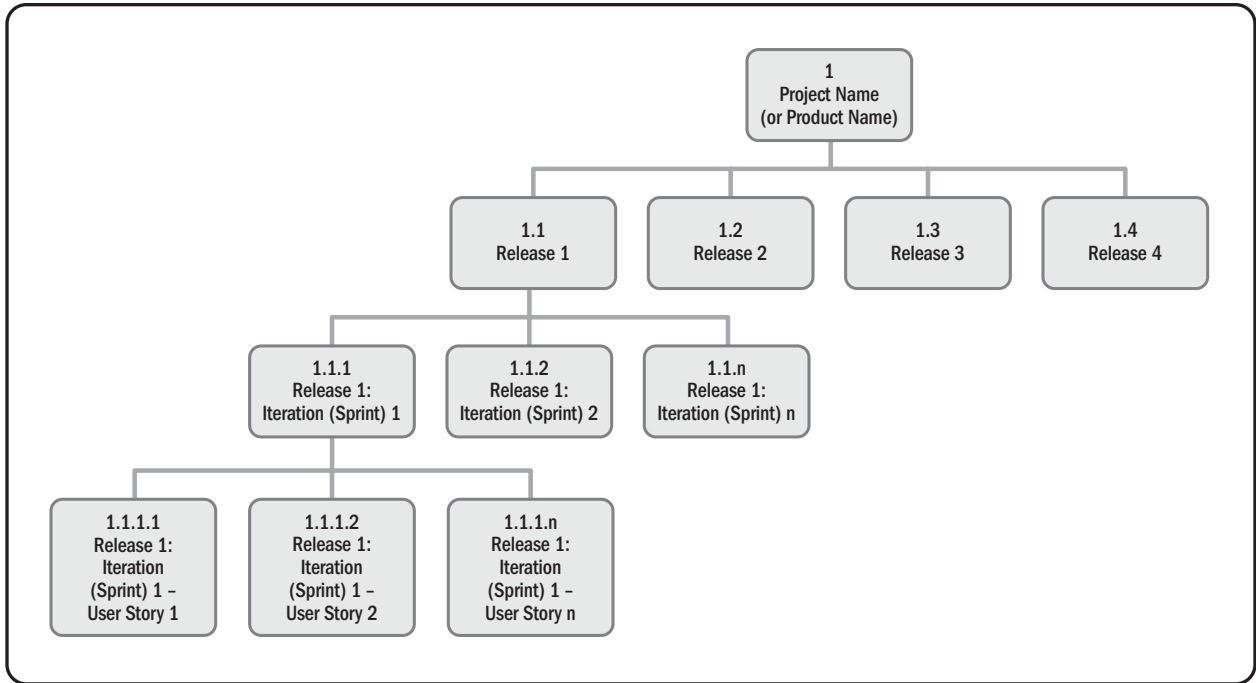 1
Project Name
(or Product Name)
1.1
Release 1
1.2
Release 2
1.3
Release 3
1.4
Release 4
1.1.1
Release 1:
Iteration (Sprint) 1
1.1.2
Release 1:
Iteration (Sprint) 2
1.1.n
Release 1:
Iteration (Sprint) n
1.1.1.1
Release 1:
Iteration
(Sprint) 1 –
User Story 1
1.1.1.2
Release 1:
Iteration
(Sprint) 1 –
User Story 2
1.1.1.n
Release 1:
Iteration
(Sprint) 1 –
User Story n